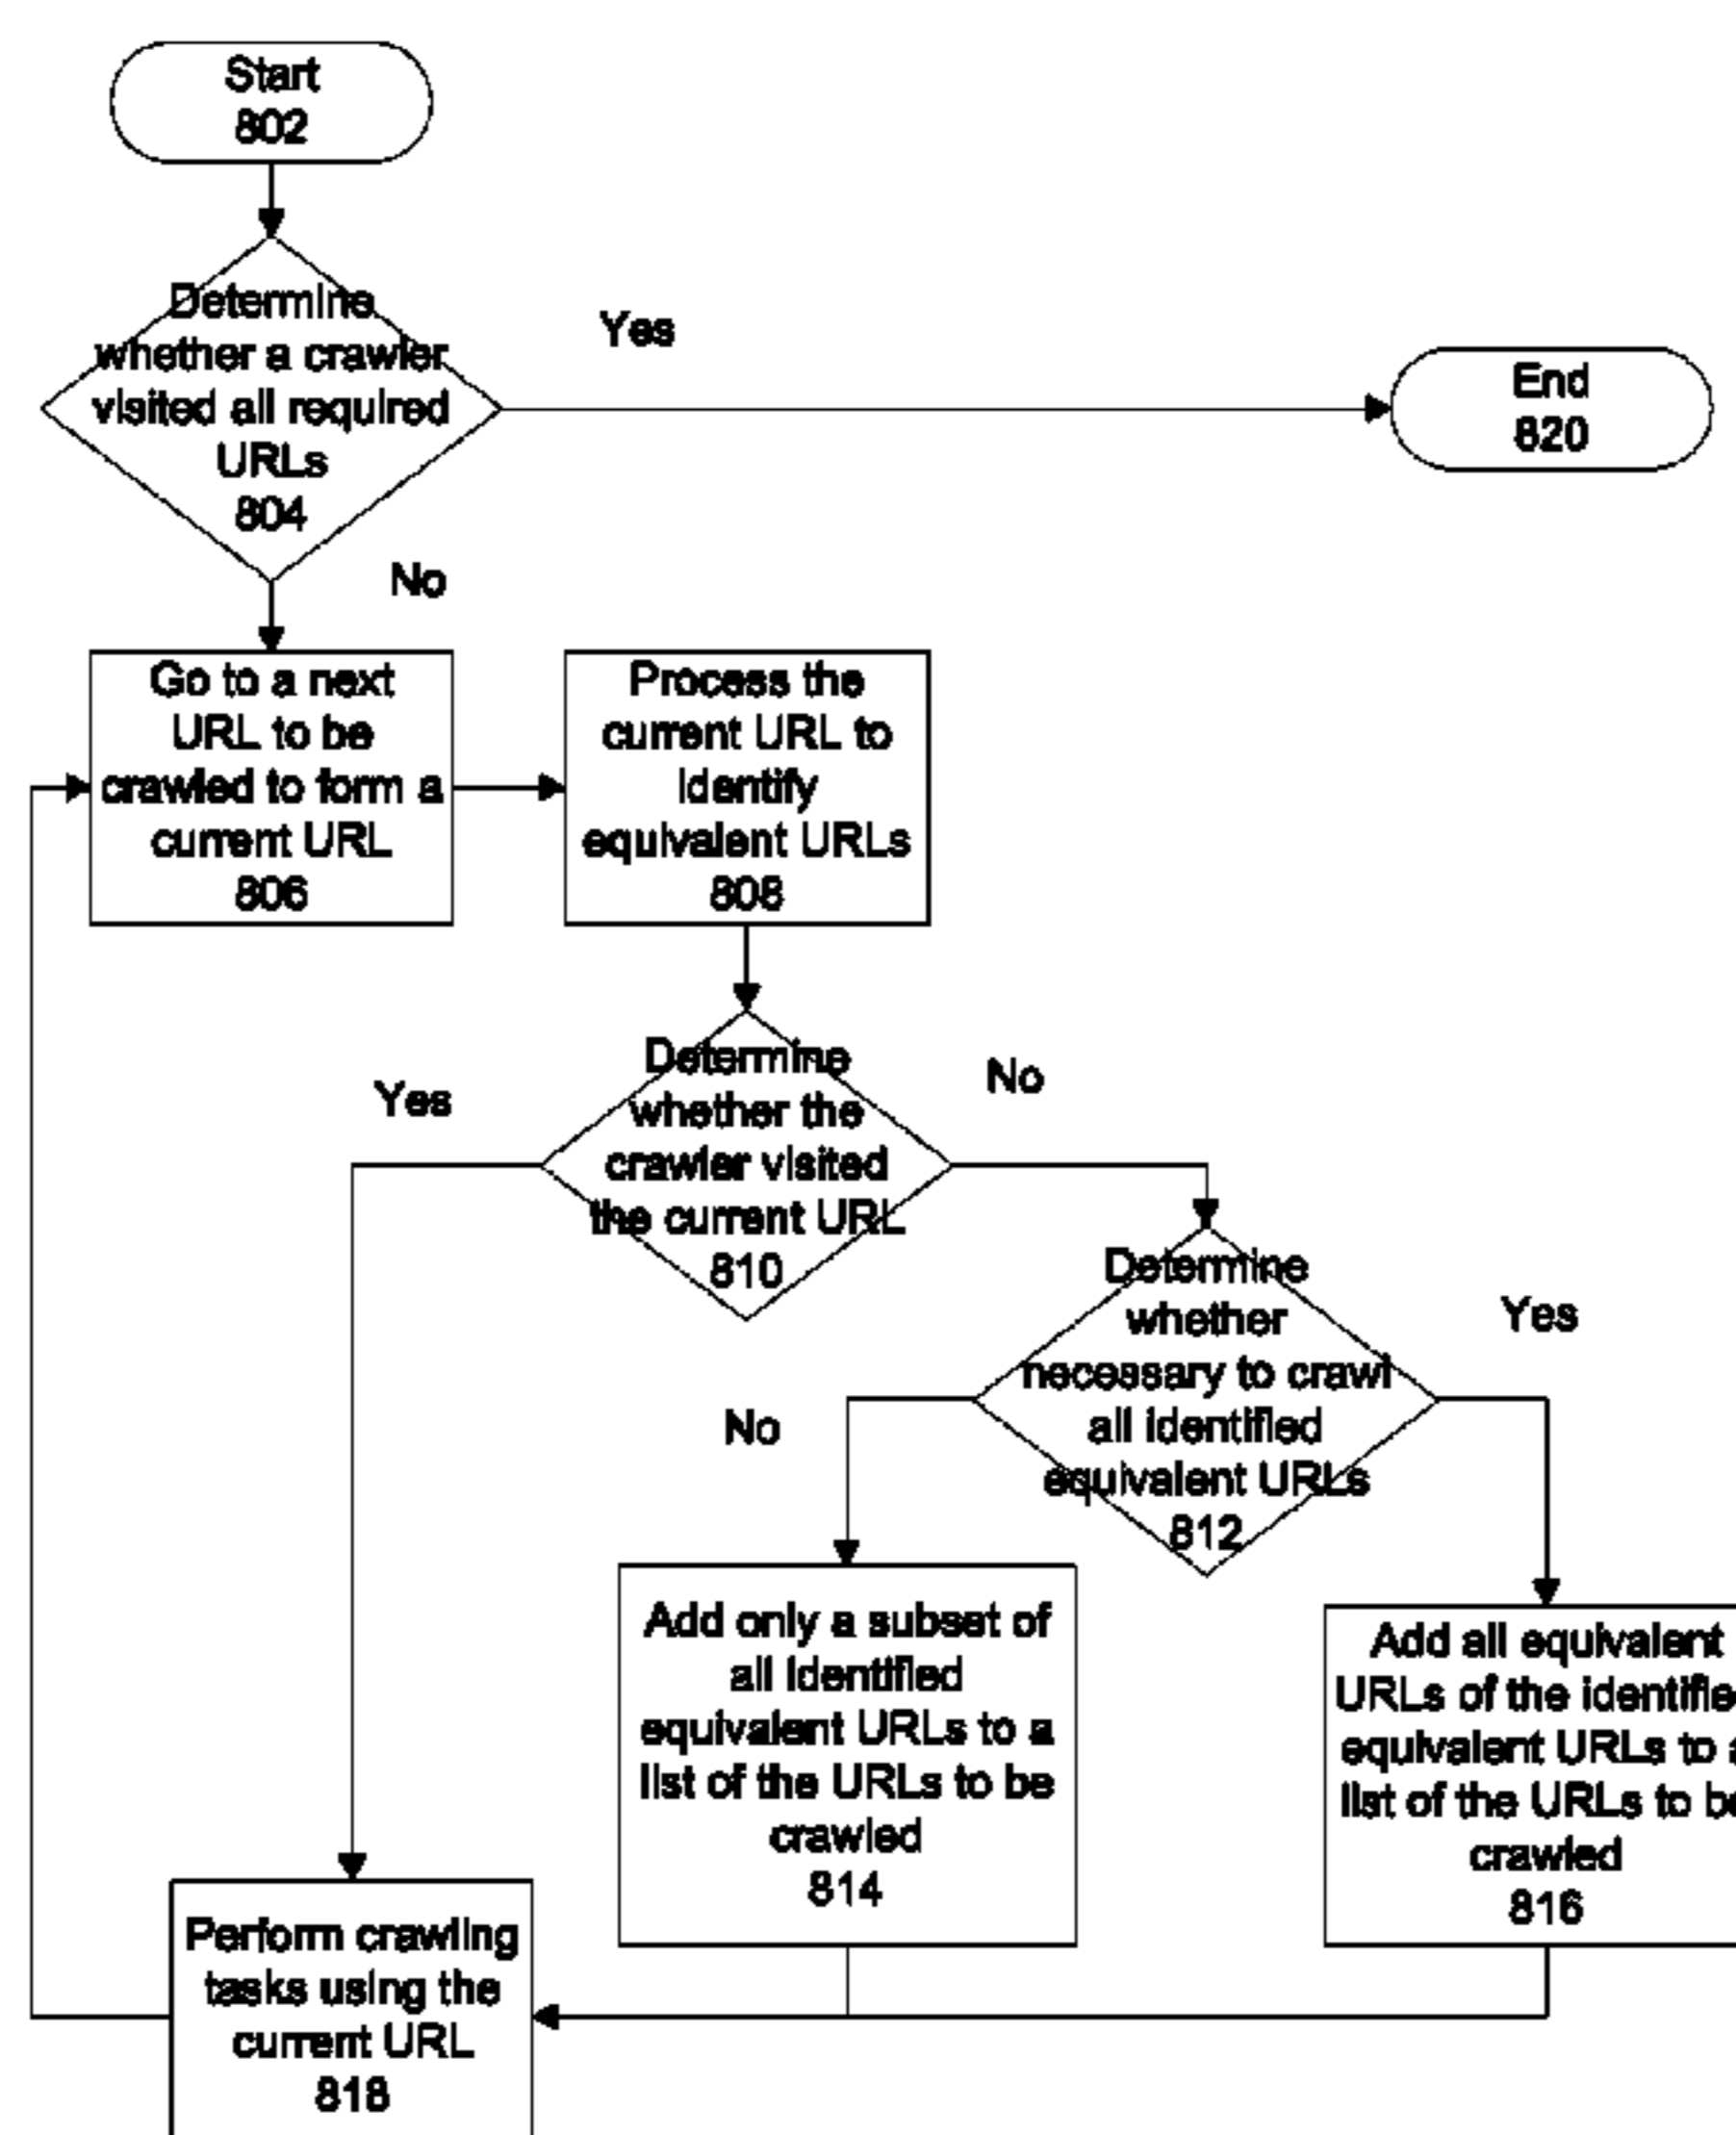 Start
802
Determine
whether a crawler
visited all required
URLs
804
Yes
End
820
No
Go to a next
URL to be
crawled to form a
current URL
806
Process the
current URL to
identify
equivalent URLs
808
Determine
whether the
crawler visited
the current URL
810
Yes
No
Determine
whether
necessary to crawl
all identified
equivalent URLs
812
No
Yes
Add only a subset of
all identified
equivalent URLs to a
list of the URLs to be
crawled
814
Add all equivalent
URLs of the identified
equivalent URLs to a
list of the URLs to be
crawled
816
Perform crawling
tasks using the
current URL
818